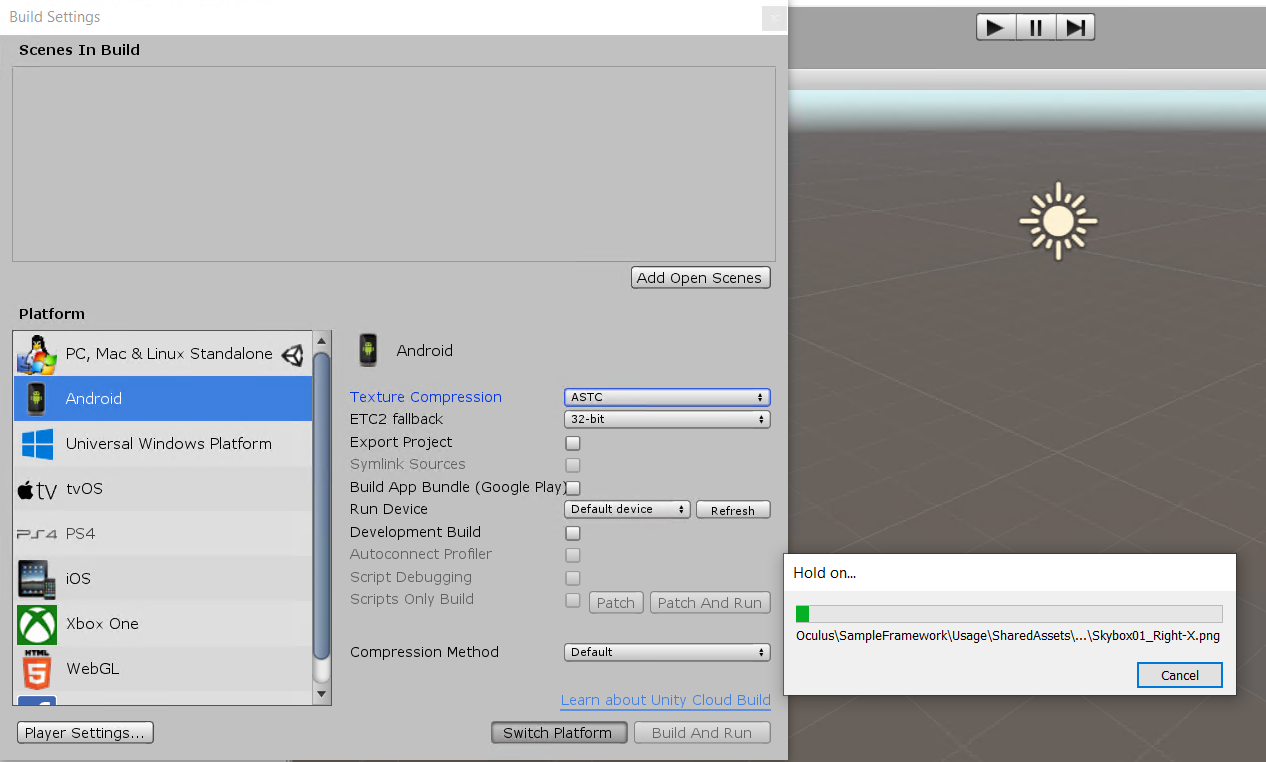 Build Settings
Scenes In Build
Add Open Scenes
Platform
PC, Mac & Linux Standalone
Android
Universal Windows Platform
tv tvOS
PS4 PS4
iOS
Xbox One
HTML
5 WebGL
Android
Texture Compression ASTC
ETC2 fallback 32-bit
Export Project
Symlink Sources
Build App Bundle (Google Play)
Run Device Default device Refresh
Development Build
Autoconnect Profiler
Script Debugging
Scripts Only Build Patch Patch And Run
Compression Method Default
Learn about Unity Cloud Build
Player Settings... Switch Platform Build And Run
Hold on...
Oculus\SampleFramework\Usage\SharedAssets\...\Skybox01_Right-X.png
Cancel